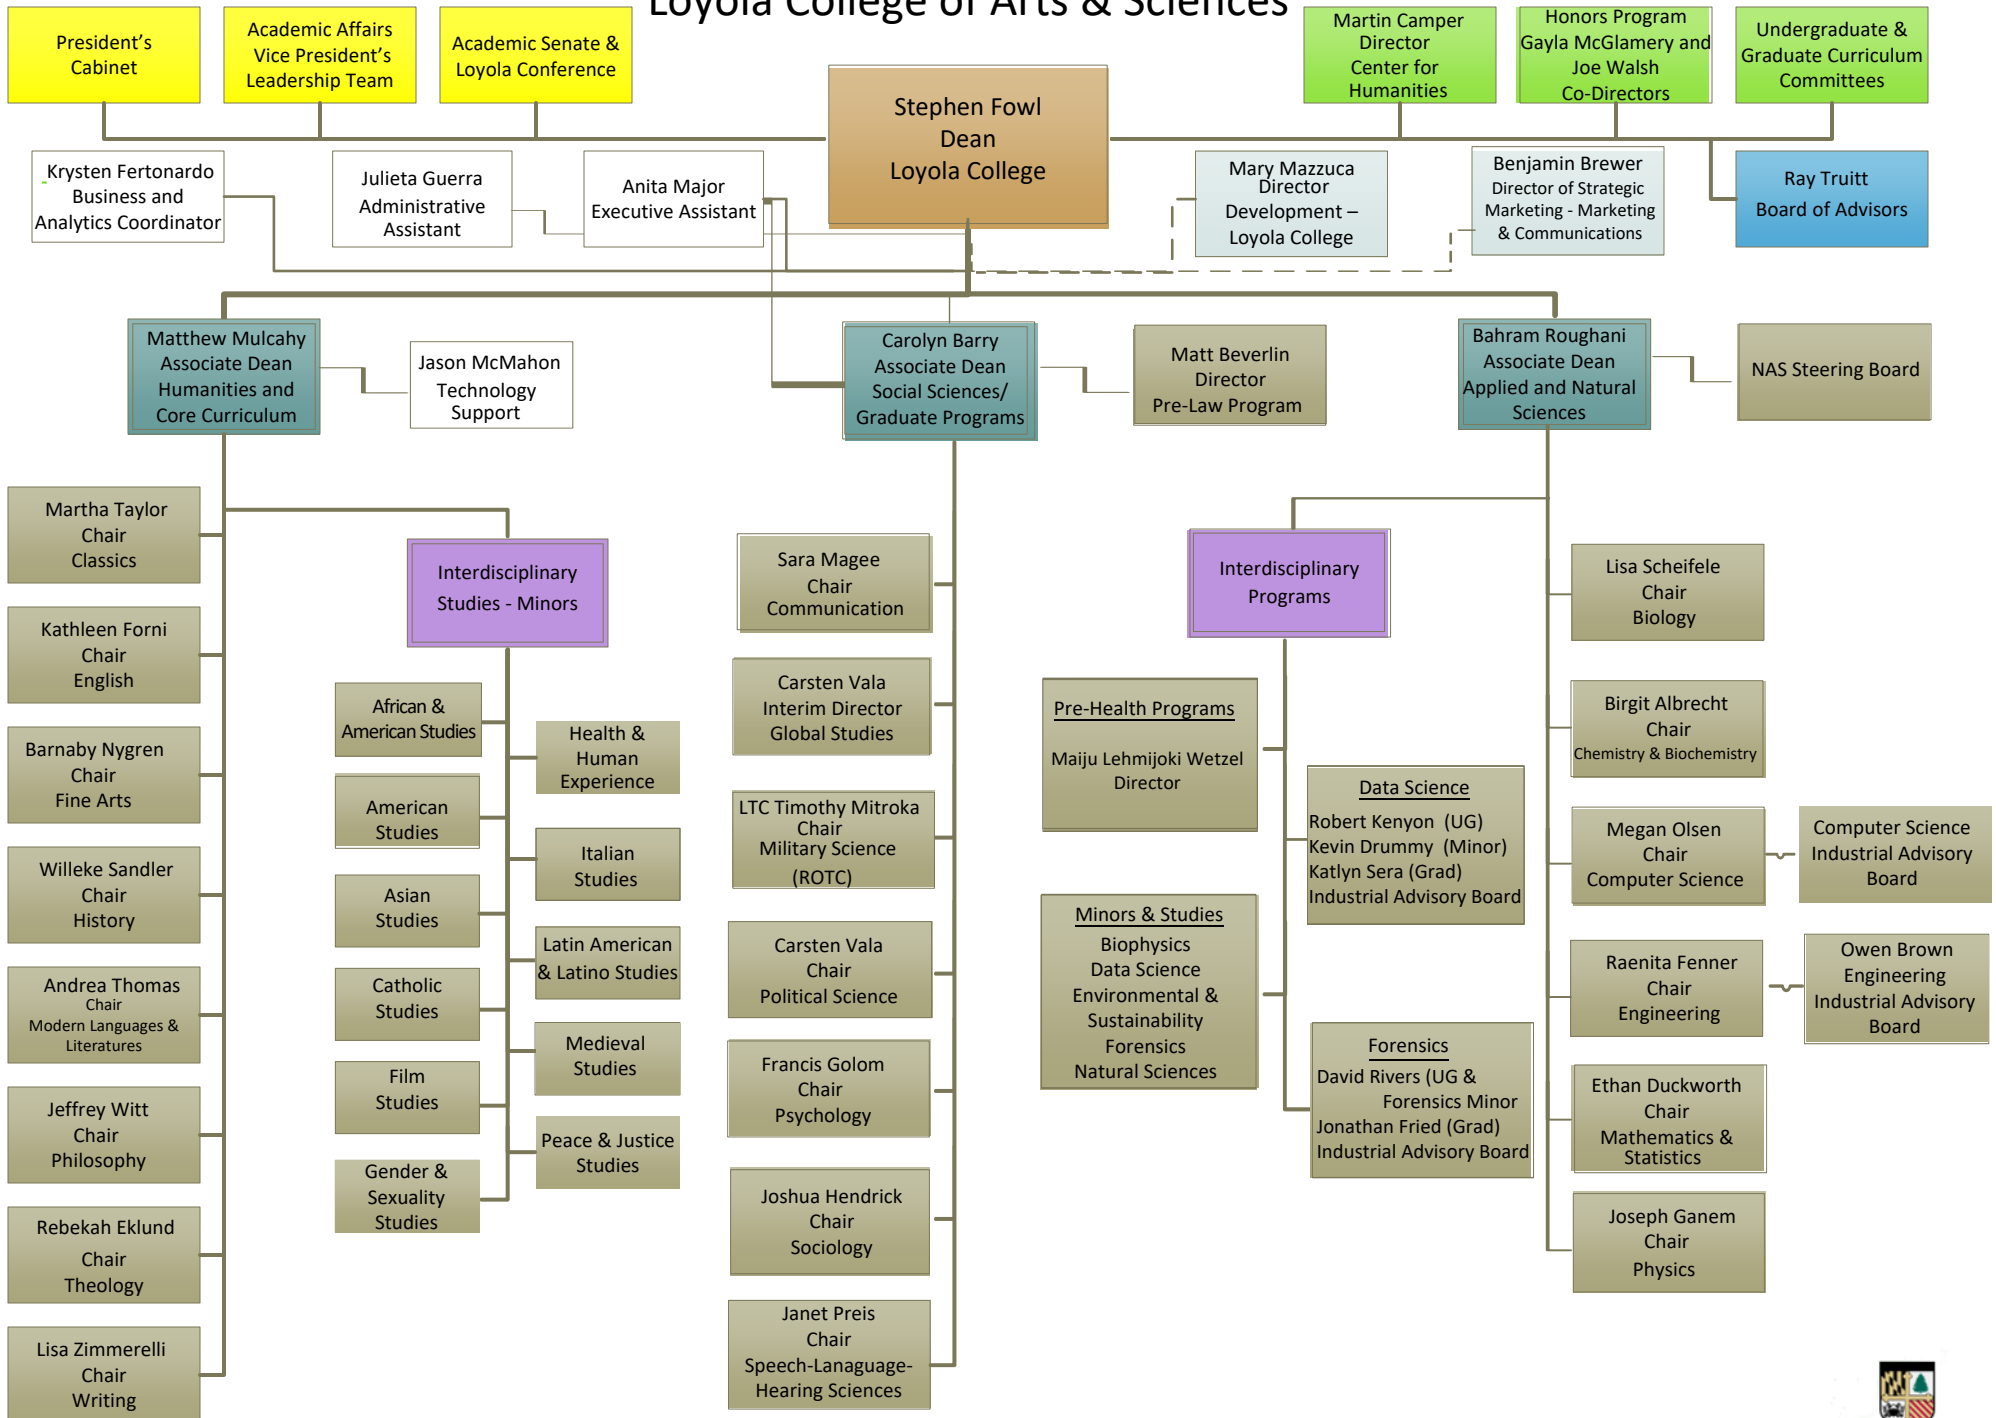 Loyola College of Arts & Sciences
President’s
Cabinet
Academic Affairs
Vice President’s
Leadership Team
Academic Senate &
Loyola Conference
Stephen Fowl
Dean
Loyola College
Martin Camper
Director
Center for
Humanities
Honors Program
Gayla McGlamery and
Joe Walsh
Co-Directors
Undergraduate &
Graduate Curriculum
Committees
Krysten Fertonardo
Business and
Analytics Coordinator
Julieta Guerra
Administrative
Assistant
Anita Major
Executive Assistant
Mary Mazzuca
Director
Development –
Loyola College
Benjamin Brewer
Director of Strategic
Marketing - Marketing
& Communications
Ray Truitt
Board of Advisors
Matthew Mulcahy
Associate Dean
Humanities and
Core Curriculum
Jason McMahon
Technology
Support
Carolyn Barry
Associate Dean
Social Sciences/
Graduate Programs
Matt Beverlin
Director
Pre-Law Program
Bahram Roughani
Associate Dean
Applied and Natural
Sciences
NAS Steering Board
Martha Taylor
Chair
Classics
Kathleen Forni
Chair
English
Barnaby Nygren
Chair
Fine Arts
Willeke Sandler
Chair
History
Andrea Thomas
Chair
Modern Languages &
Literatures
Jeffrey Witt
Chair
Philosophy
Rebekah Eklund
Chair
Theology
Lisa Zimmerelli
Chair
Writing
Interdisciplinary
Studies - Minors
African &
American Studies
American
Studies
Asian
Studies
Catholic
Studies
Film
Studies
Gender &
Sexuality
Studies
Health &
Human
Experience
Italian
Studies
Latin American
& Latino Studies
Medieval
Studies
Peace & Justice
Studies
Sara Magee
Chair
Communication
Carsten Vala
Interim Director
Global Studies
LTC Timothy Mitroka
Chair
Military Science
(ROTC)
Carsten Vala
Chair
Political Science
Francis Golom
Chair
Psychology
Joshua Hendrick
Chair
Sociology
Janet Preis
Chair
Speech-Lanaguage-
Hearing Sciences
Interdisciplinary
Programs
Pre-Health Programs
Maiju Lehmijoki Wetzel
Director
Minors & Studies
Biophysics
Data Science
Environmental &
Sustainability
Forensics
Natural Sciences
Data Science
Robert Kenyon (UG)
Kevin Drummy (Minor)
Katlyn Sera (Grad)
Industrial Advisory Board
Forensics
David Rivers (UG &
Forensics Minor
Jonathan Fried (Grad)
Industrial Advisory Board
Lisa Scheifele
Chair
Biology
Birgit Albrecht
Chair
Chemistry & Biochemistry
Megan Olsen
Chair
Computer Science
Computer Science
Industrial Advisory
Board
Raenita Fenner
Chair
Engineering
Owen Brown
Engineering
Industrial Advisory
Board
Ethan Duckworth
Chair
Mathematics &
Statistics
Joseph Ganem
Chair
Physics